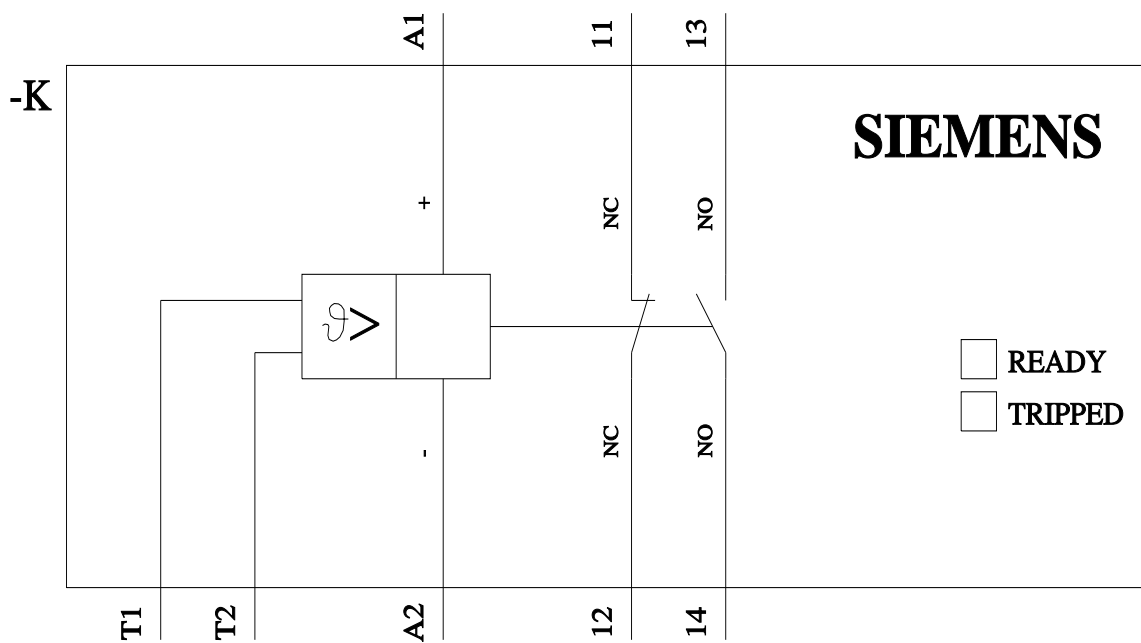 A1
11
13
-K
SIEMENS
+
NC
NO
ϑ>
READY
TRIPPED
-
NC
NO
T1
T2
A2
12
14